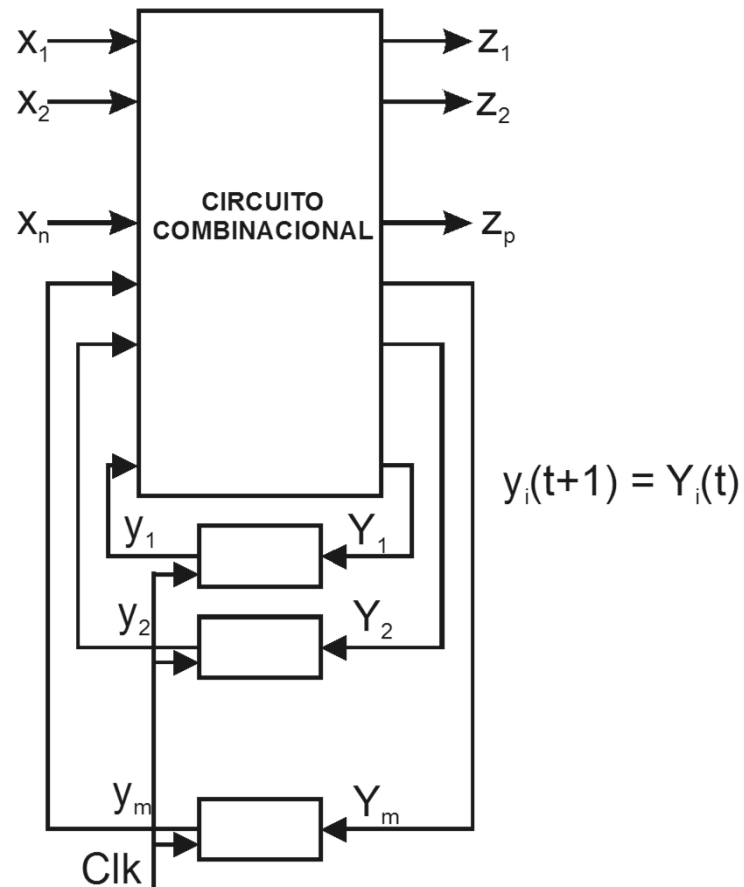 x₁
z₁
x₂
z₂
CIRCUITO
COMBINACIONAL
xₙ
zₚ
yᵢ(t+1) = Yᵢ(t)
y₁
Y₁
y₂
Y₂
yₘ
Yₘ
Clk